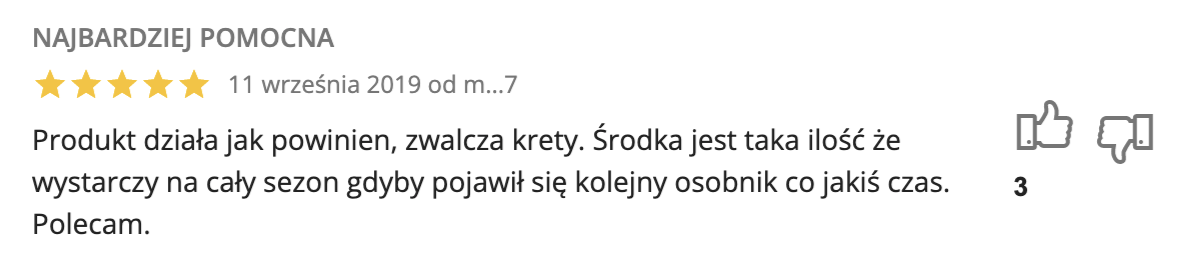 NAJBARDZIEJ POMOCNA
11 września 2019 od m...7
Produkt działa jak powinien, zwalcza krety. Środka jest taka ilość że
wystarczy na cały sezon gdyby pojawił się kolejny osobnik co jakiś czas.
Polecam.
3